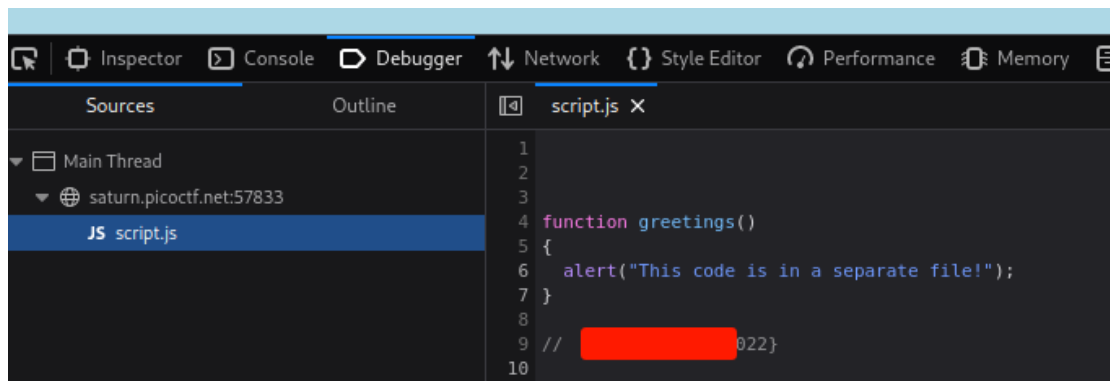 Inspector Console Debugger Network {} Style Editor Performance Memory
Sources Outline script.js ×
Main Thread
saturn.picoctf.net:57833
JS script.js
1
2
3
4 function greetings()
5 {
6 alert("This code is in a separate file!");
7 }
8
9 // 022}
10